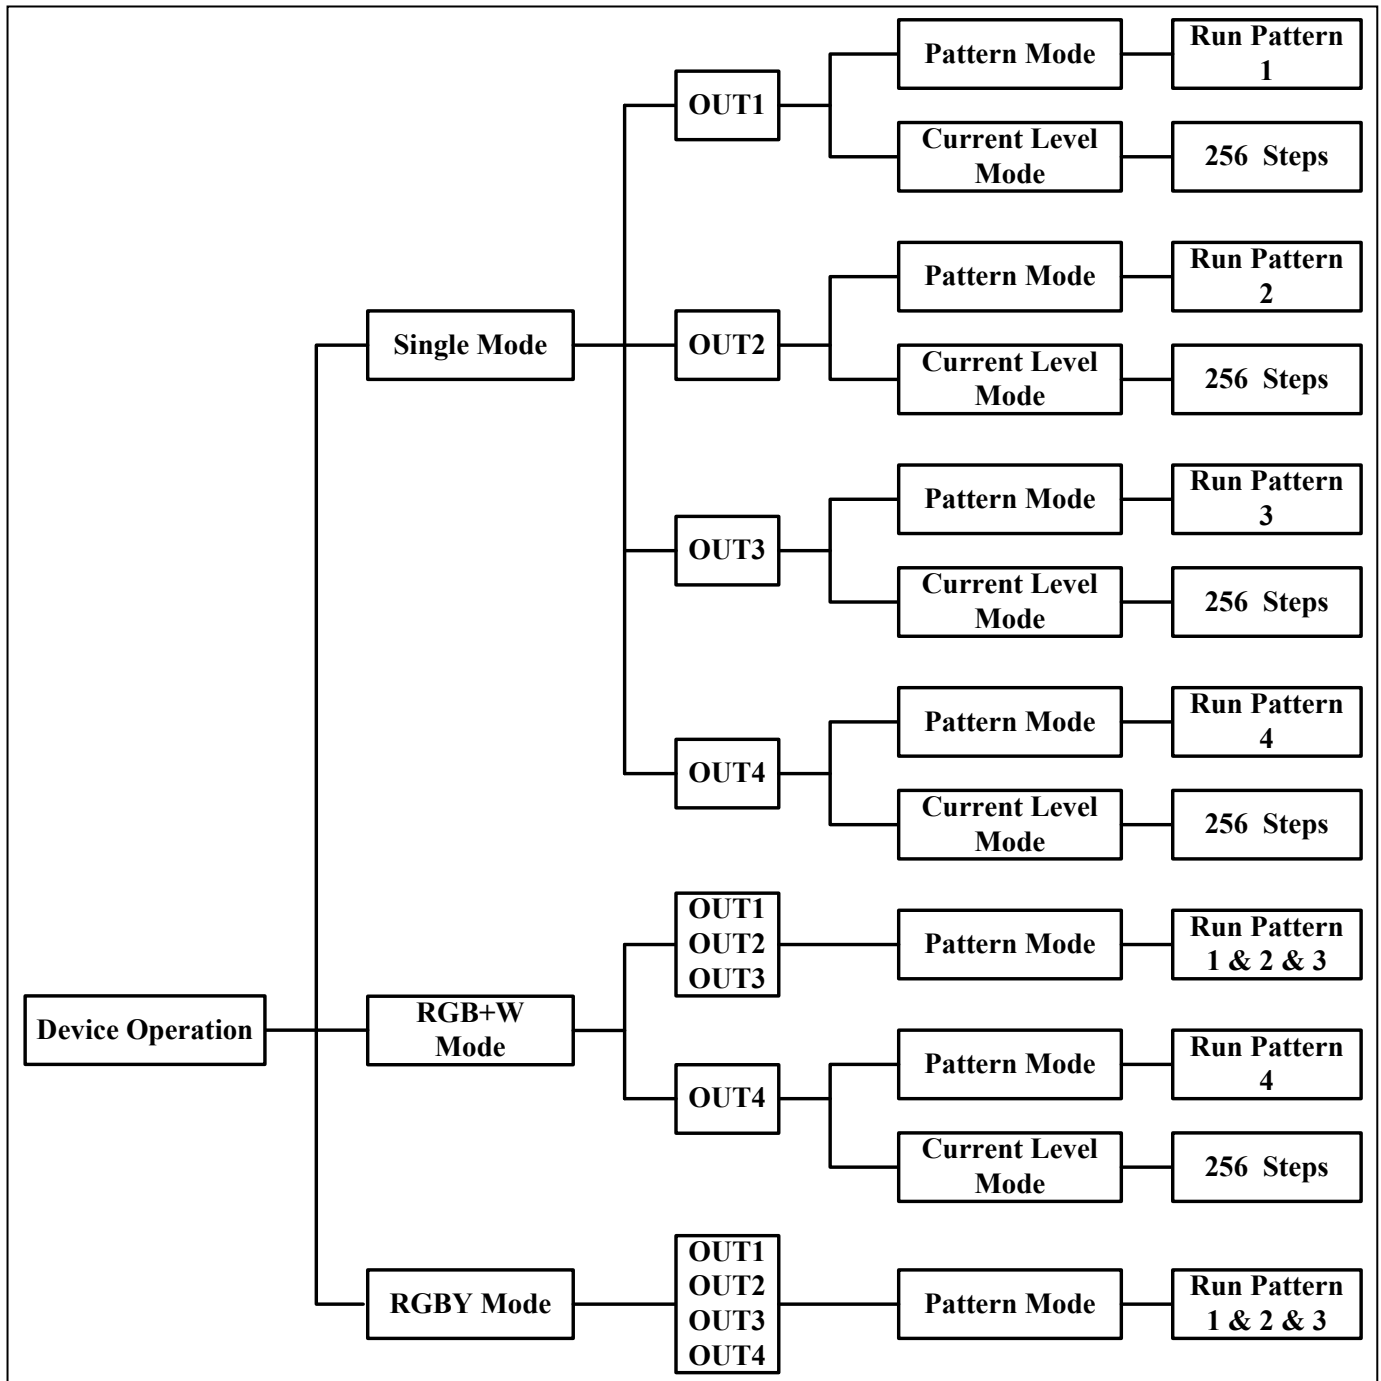 Pattern Mode
Run Pattern
1
OUT1
Current Level
Mode
256 Steps
Pattern Mode
Run Pattern
2
Single Mode
OUT2
Current Level
Mode
256 Steps
Pattern Mode
Run Pattern
3
OUT3
Current Level
Mode
256 Steps
Pattern Mode
Run Pattern
4
OUT4
Current Level
Mode
256 Steps
OUT1
OUT2
OUT3
Pattern Mode
Run Pattern
1 & 2 & 3
Device Operation
RGB+W
Mode
Pattern Mode
Run Pattern
4
OUT4
Current Level
Mode
256 Steps
RGBY Mode
OUT1
OUT2
OUT3
OUT4
Pattern Mode
Run Pattern
1 & 2 & 3